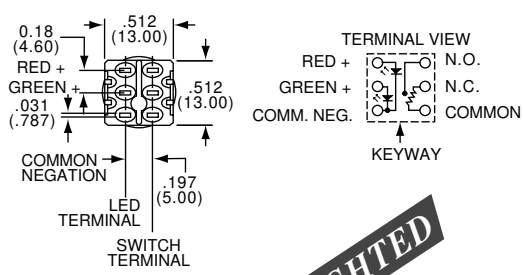 .512
(13.00)
0.18
(4.60)
RED +
GREEN +
.031
(.787)
.512
(13.00)
COMMON
NEGATION
.197
(5.00)
LED
TERMINAL
SWITCH
TERMINAL
TERMINAL VIEW
RED +
N.O.
GREEN +
N.C.
COMM. NEG.
COMMON
KEYWAY